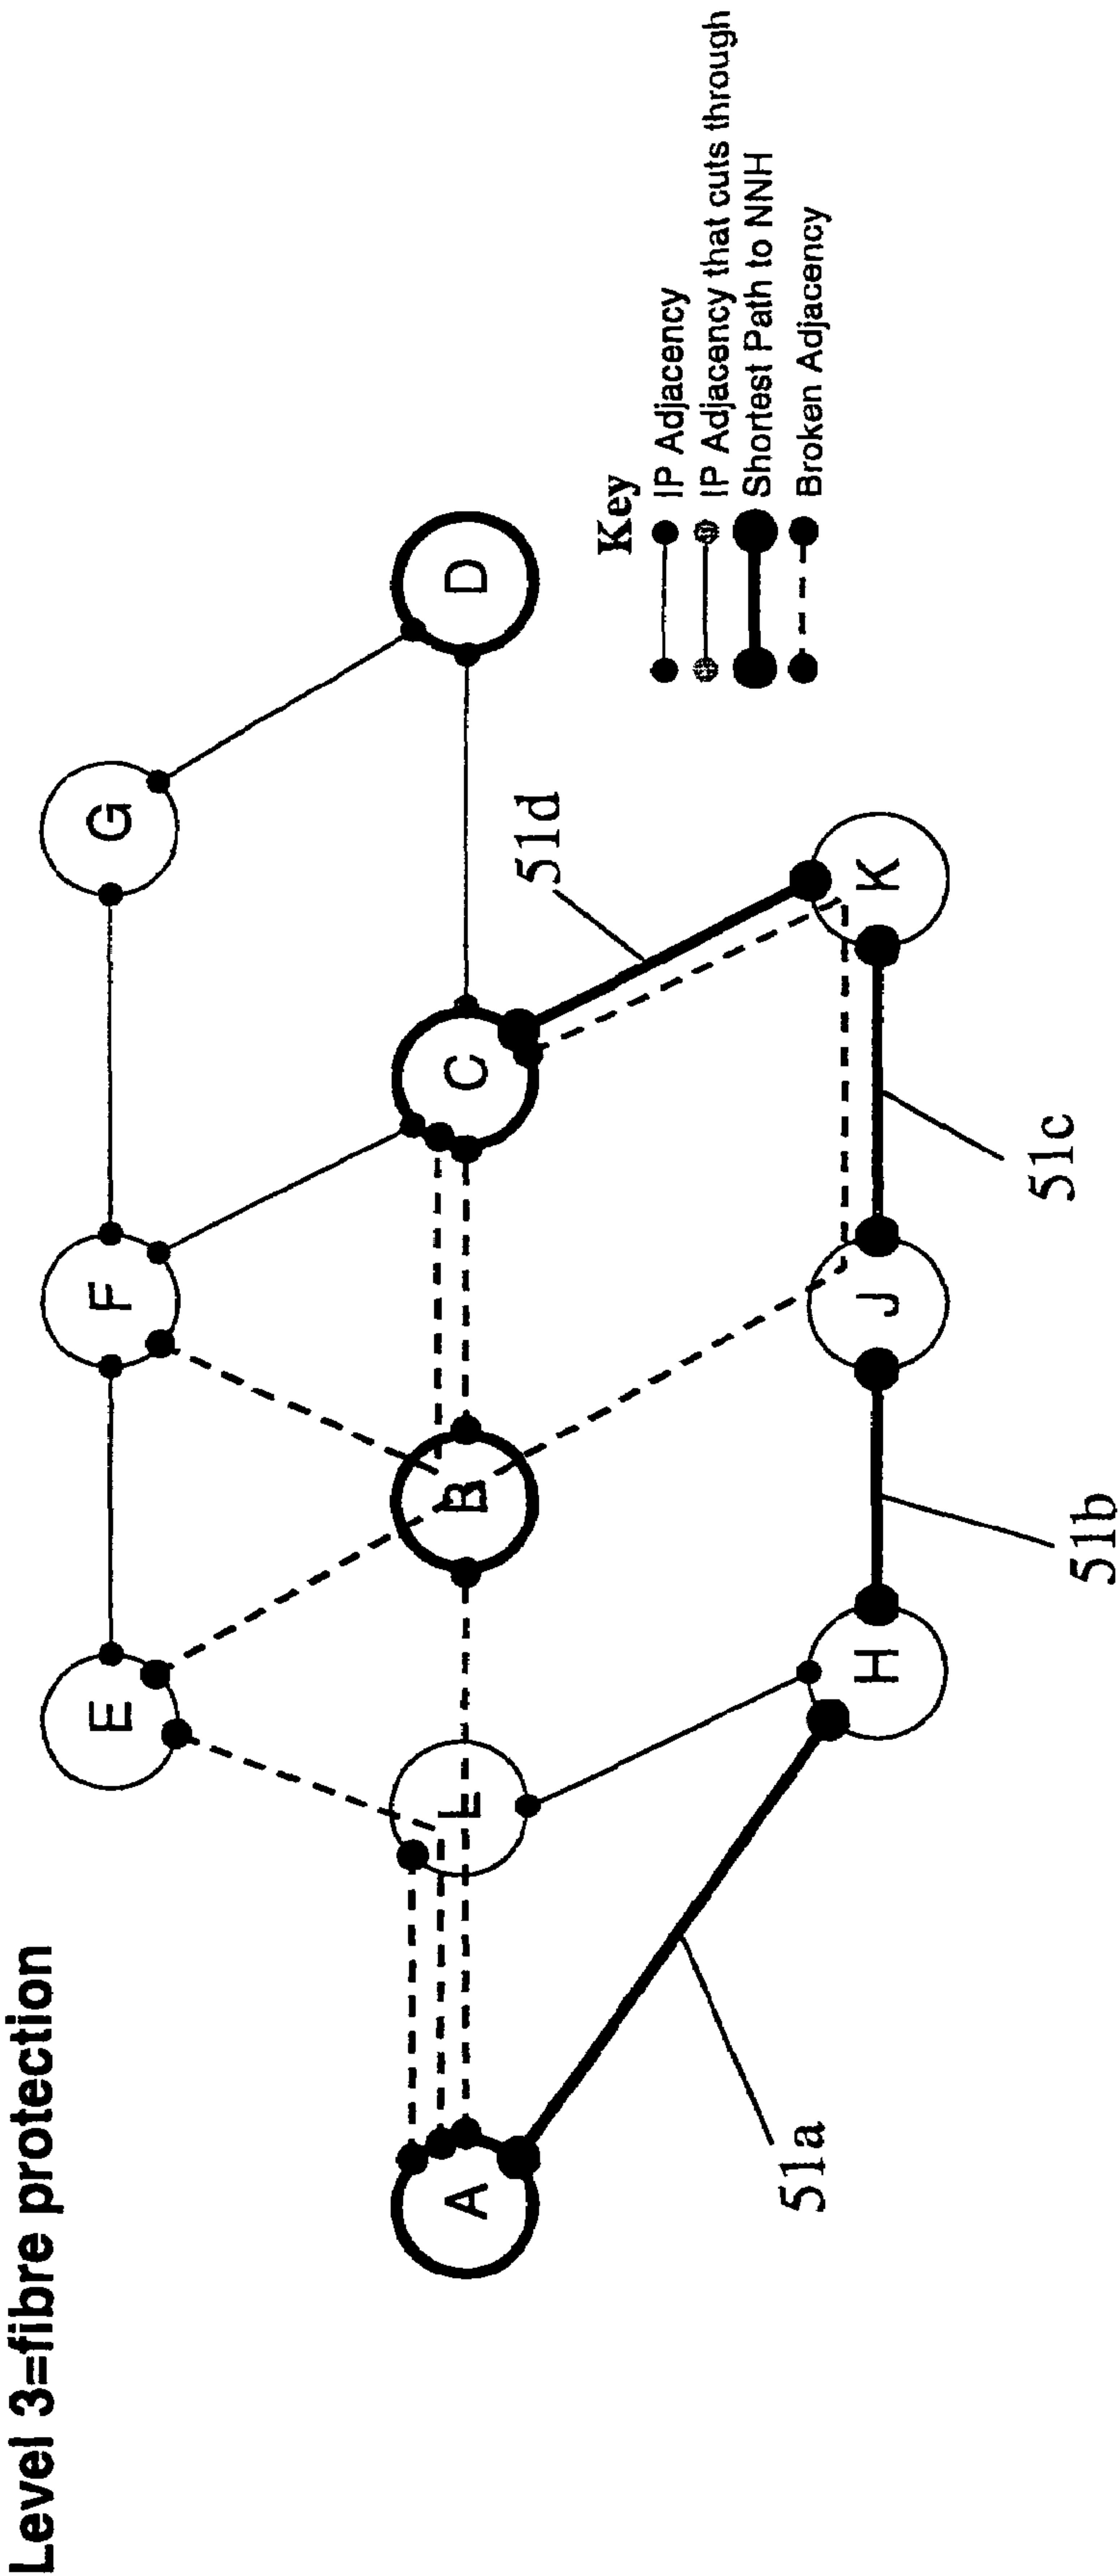 Level 3=fibre protection
E
F
G
A
L
B
C
D
H
J
K
51a
51b
51c
51d
Key
IP Adjacency
IP Adjacency that cuts through
Shortest Path to NNH
Broken Adjacency